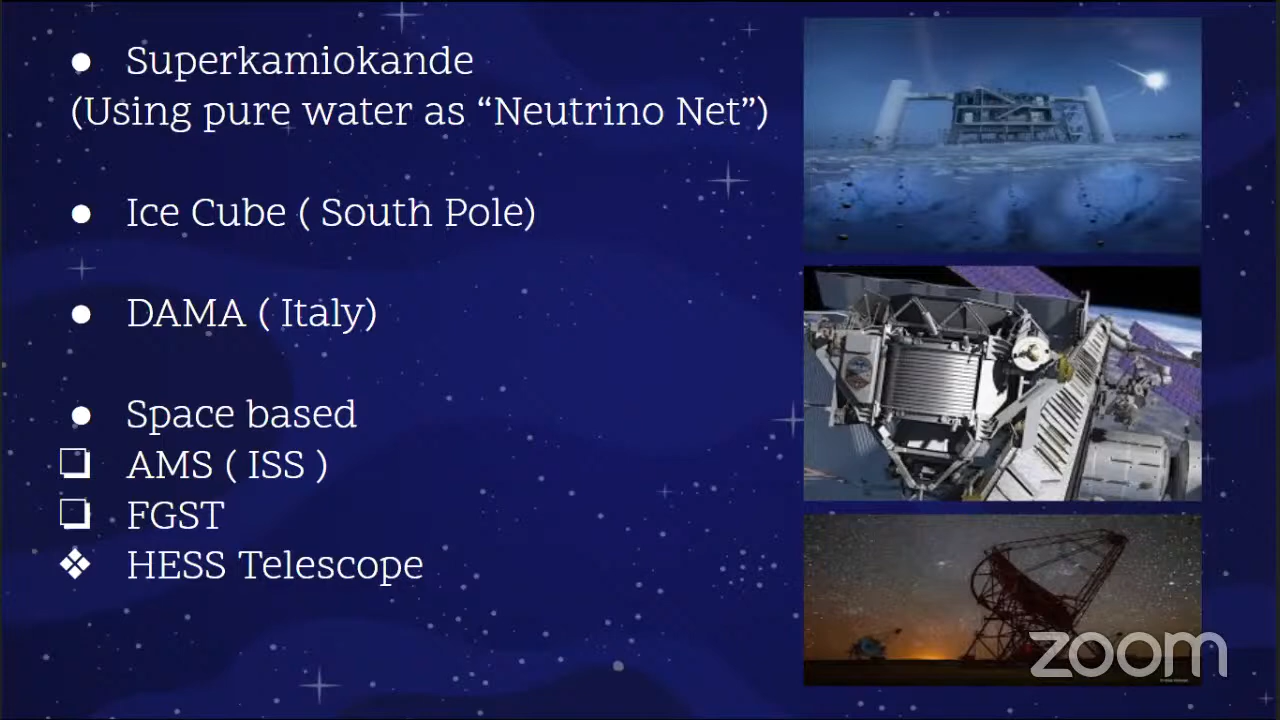 ● Superkamiokande
(Using pure water as “Neutrino Net”)
● Ice Cube ( South Pole)
● DAMA ( Italy)
● Space based
❏ AMS ( ISS )
❏ FGST
❖ HESS Telescope
zoom